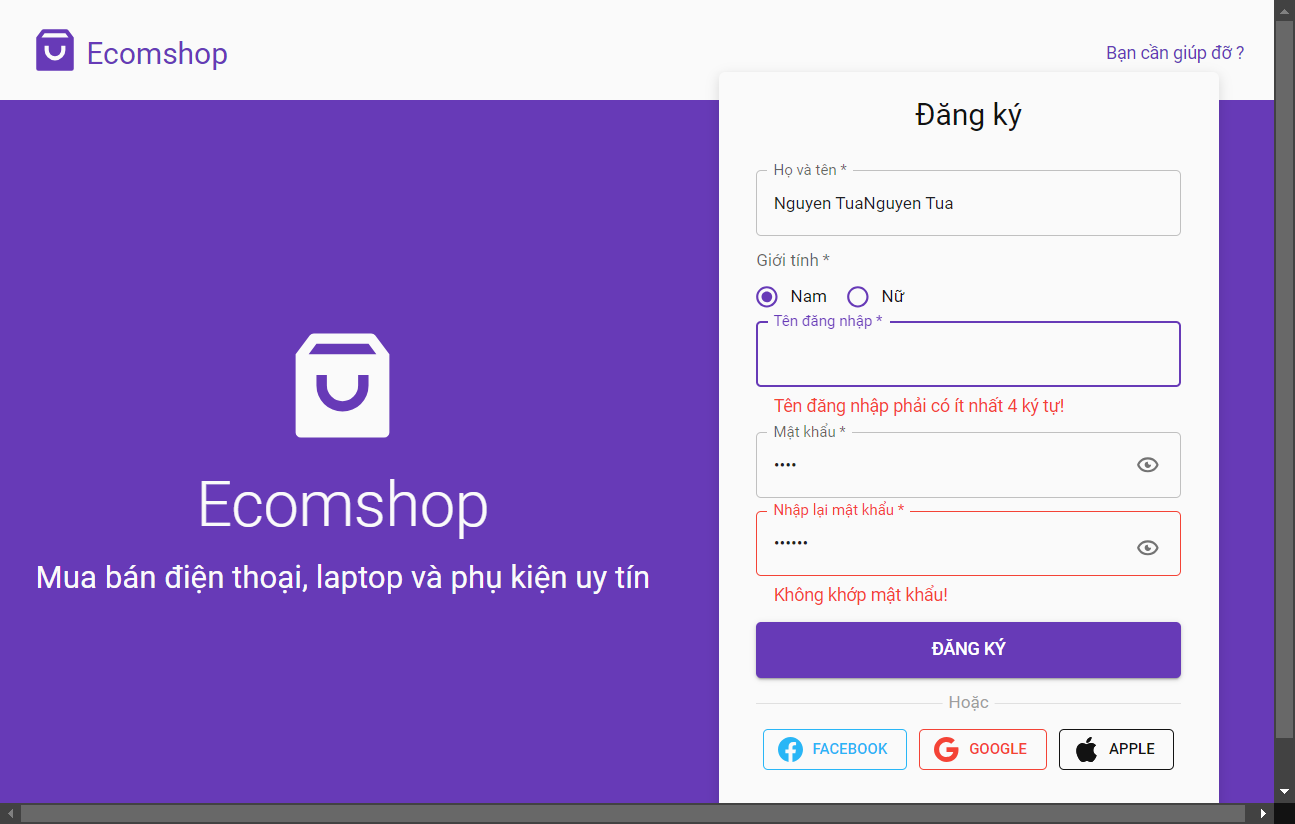 Ecomshop
Bạn cần giúp đỡ ?
Ecomshop
Mua bán điện thoại, laptop và phụ kiện uy tín
Đăng ký
Họ và tên *
Nguyen TuaNguyen Tua
Giới tính *
Nam Nữ
Tên đăng nhập *
Tên đăng nhập phải có ít nhất 4 ký tự!
Mật khẩu *
••••
Nhập lại mật khẩu *
••••••
Không khớp mật khẩu!
ĐĂNG KÝ
Hoặc
FACEBOOK GOOGLE APPLE